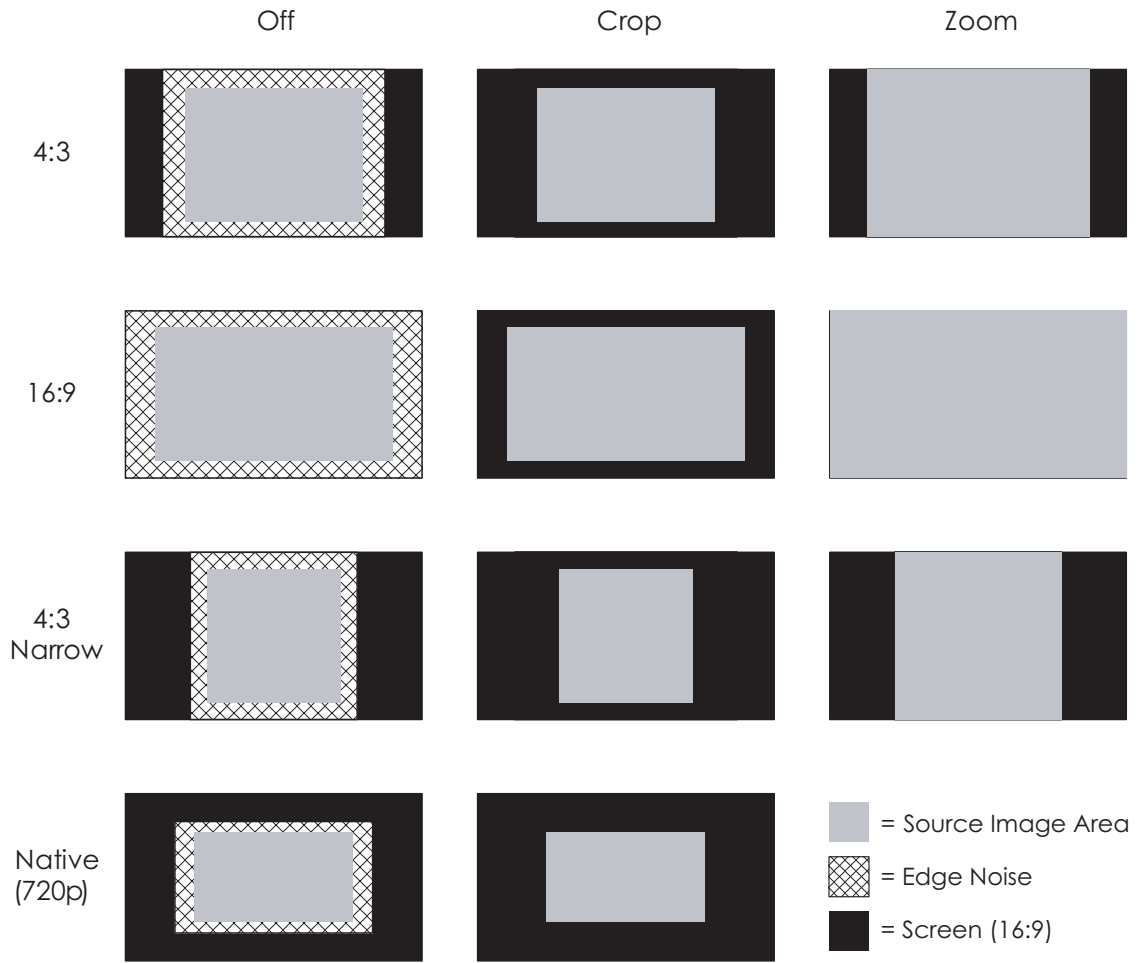 Off
Crop
Zoom
4:3
16:9
4:3
Narrow
Native
(720p)
= Source Image Area
= Edge Noise
= Screen (16:9)